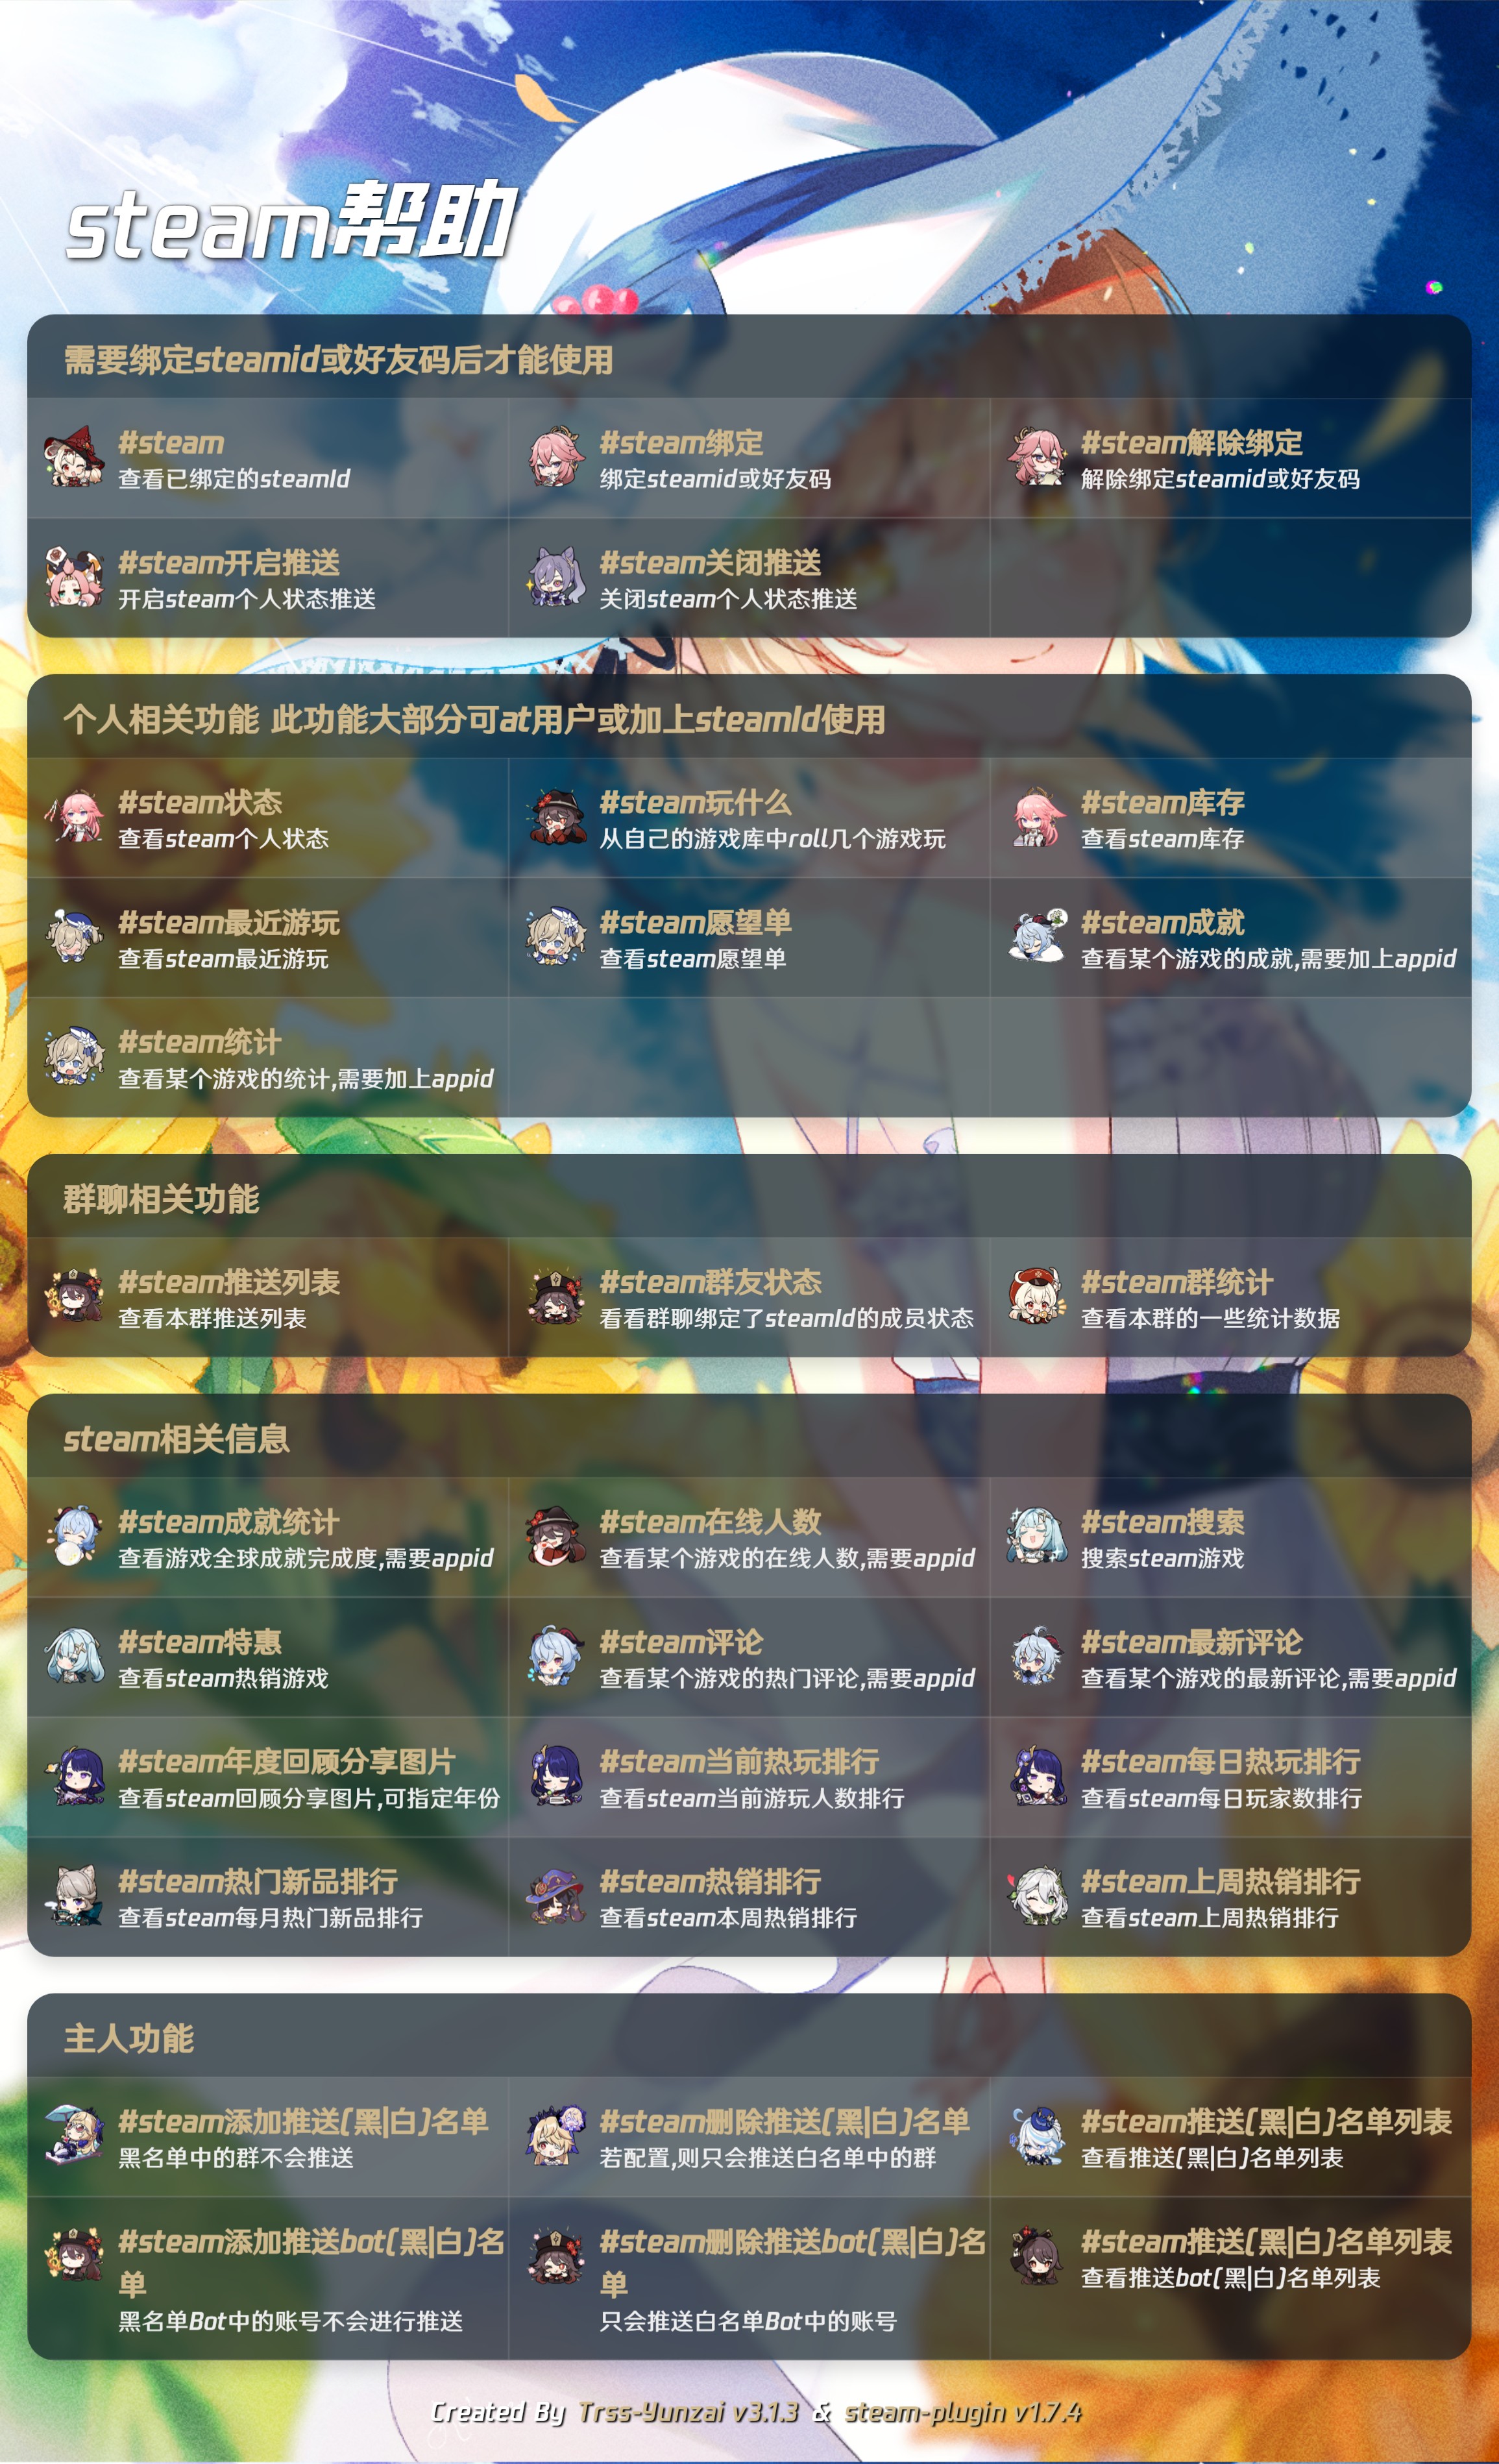 steam帮助
需要绑定steamid或好友码后才能使用
#steam
查看已绑定的steamId
#steam绑定
绑定steamid或好友码
#steam解除绑定
解除绑定steamid或好友码
#steam开启推送
开启steam个人状态推送
#steam关闭推送
关闭steam个人状态推送
个人相关功能 此功能大部分可at用户或加上steamId使用
#steam状态
查看steam个人状态
#steam玩什么
从自己的游戏库中roll几个游戏玩
#steam库存
查看steam库存
#steam最近游玩
查看steam最近游玩
#steam愿望单
查看steam愿望单
#steam成就
查看某个游戏的成就,需要加上appid
#steam统计
查看某个游戏的统计,需要加上appid
群聊相关功能
#steam推送列表
查看本群推送列表
#steam群友状态
看看群聊绑定了steamId的成员状态
#steam群统计
查看本群的一些统计数据
steam相关信息
#steam成就统计
查看游戏全球成就完成度,需要appid
#steam在线人数
查看某个游戏的在线人数,需要appid
#steam搜索
搜索steam游戏
#steam特惠
查看steam热销游戏
#steam评论
查看某个游戏的热门评论,需要appid
#steam最新评论
查看某个游戏的最新评论,需要appid
#steam年度回顾分享图片
查看steam回顾分享图片,可指定年份
#steam当前热玩排行
查看steam当前游玩人数排行
#steam每日热玩排行
查看steam每日玩家数排行
#steam热门新品排行
查看steam每月热门新品排行
#steam热销排行
查看steam本周热销排行
#steam上周热销排行
查看steam上周热销排行
主人功能
#steam添加推送(黑|白)名单
黑名单中的群不会推送
#steam删除推送(黑|白)名单
若配置,则只会推送白名单中的群
#steam推送(黑|白)名单列表
查看推送(黑|白)名单列表
#steam添加推送bot(黑|白)名
单
黑名单Bot中的账号不会进行推送
#steam删除推送bot(黑|白)名
单
只会推送白名单Bot中的账号
#steam推送(黑|白)名单列表
查看推送bot(黑|白)名单列表
Created By Trss-Yunzai v3.1.3 & steam-plugin v1.7.4